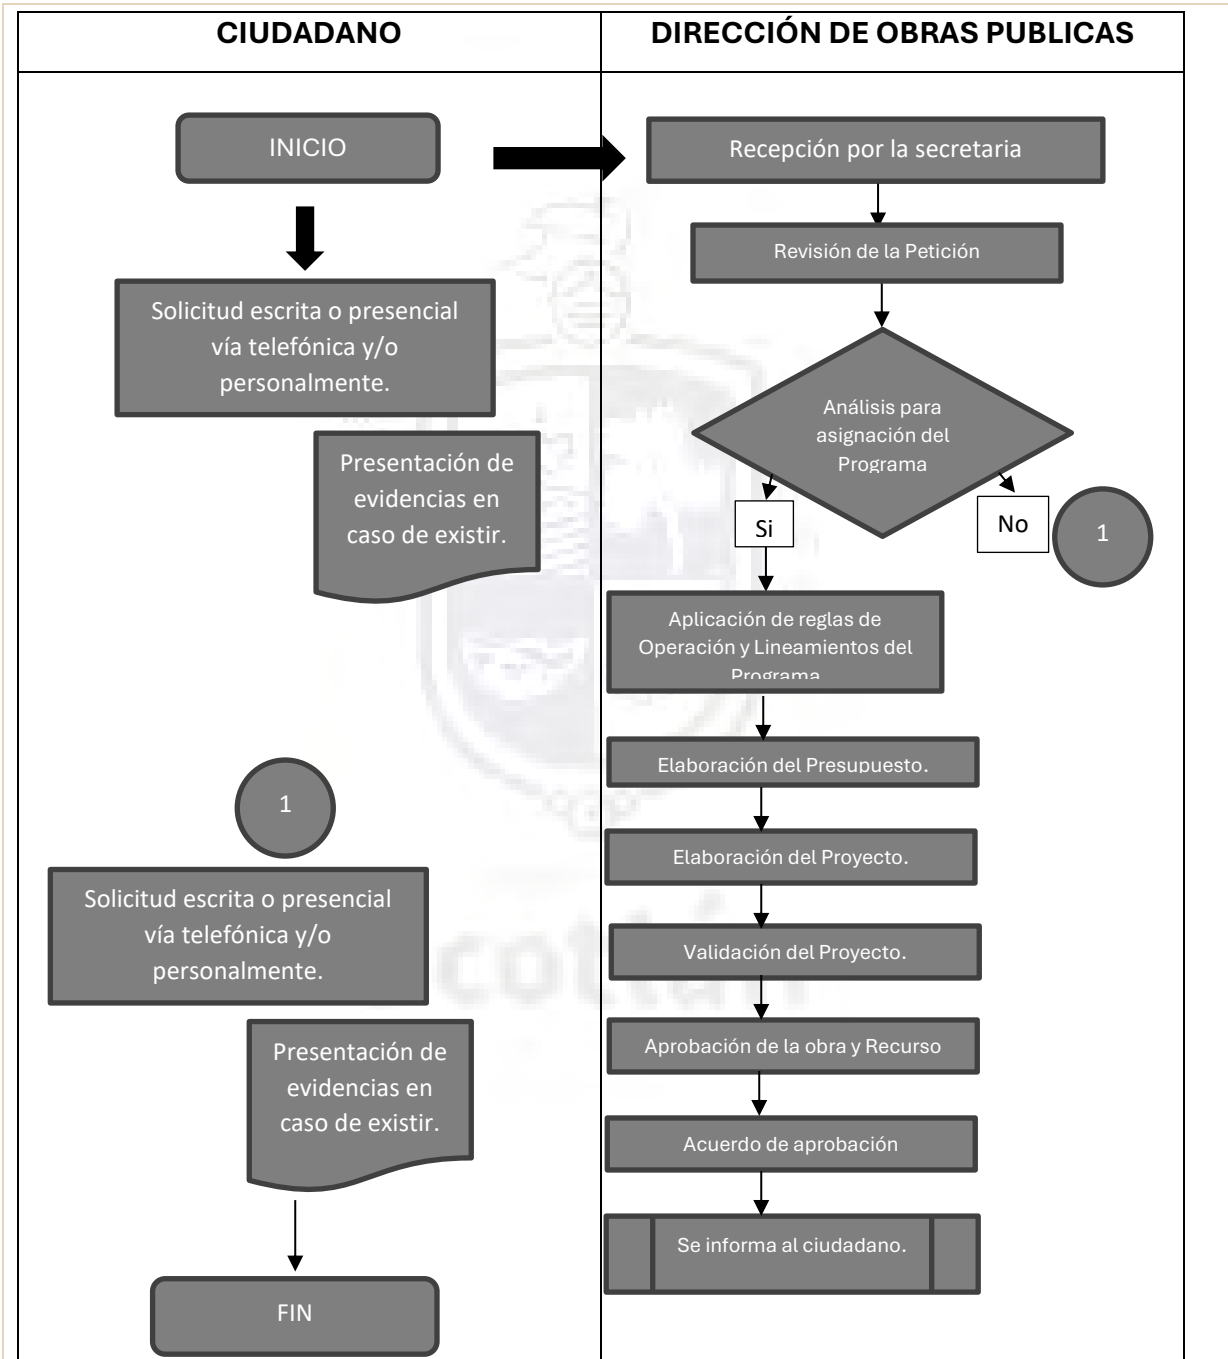 CIUDADANO
DIRECCIÓN DE OBRAS PUBLICAS
INICIO
Solicitud escrita o presencial
vía telefónica y/o
personalmente.
Presentación de
evidencias en
caso de existir.
1
Solicitud escrita o presencial
vía telefónica y/o
personalmente.
Presentación de
evidencias en
caso de existir.
FIN
Recepción por la secretaria
Revisión de la Petición
Análisis para
asignación del
Programa
Si
No
1
Aplicación de reglas de
Operación y Lineamientos del
Programa
Elaboración del Presupuesto.
Elaboración del Proyecto.
Validación del Proyecto.
Aprobación de la obra y Recurso
Acuerdo de aprobación
Se informa al ciudadano.